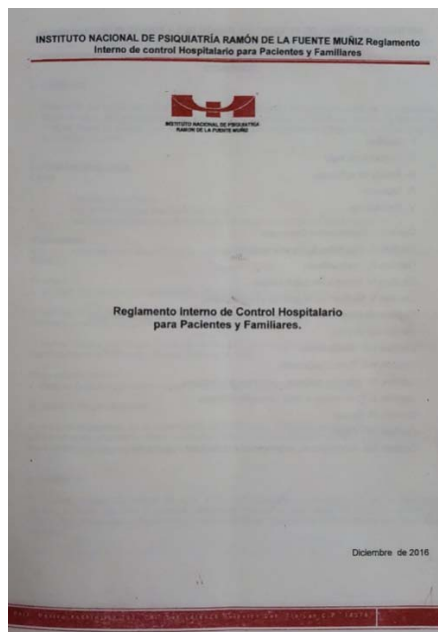 INSTITUTO NACIONAL DE PSIQUIATRÍA RAMÓN DE LA FUENTE MUÑIZ Reglamento
Interno de control Hospitalario para Pacientes y Familiares
INSTITUTO NACIONAL DE PSIQUIATRÍA
RAMÓN DE LA FUENTE MUÑIZ
Reglamento Interno de Control Hospitalario
para Pacientes y Familiares.
Diciembre de 2016